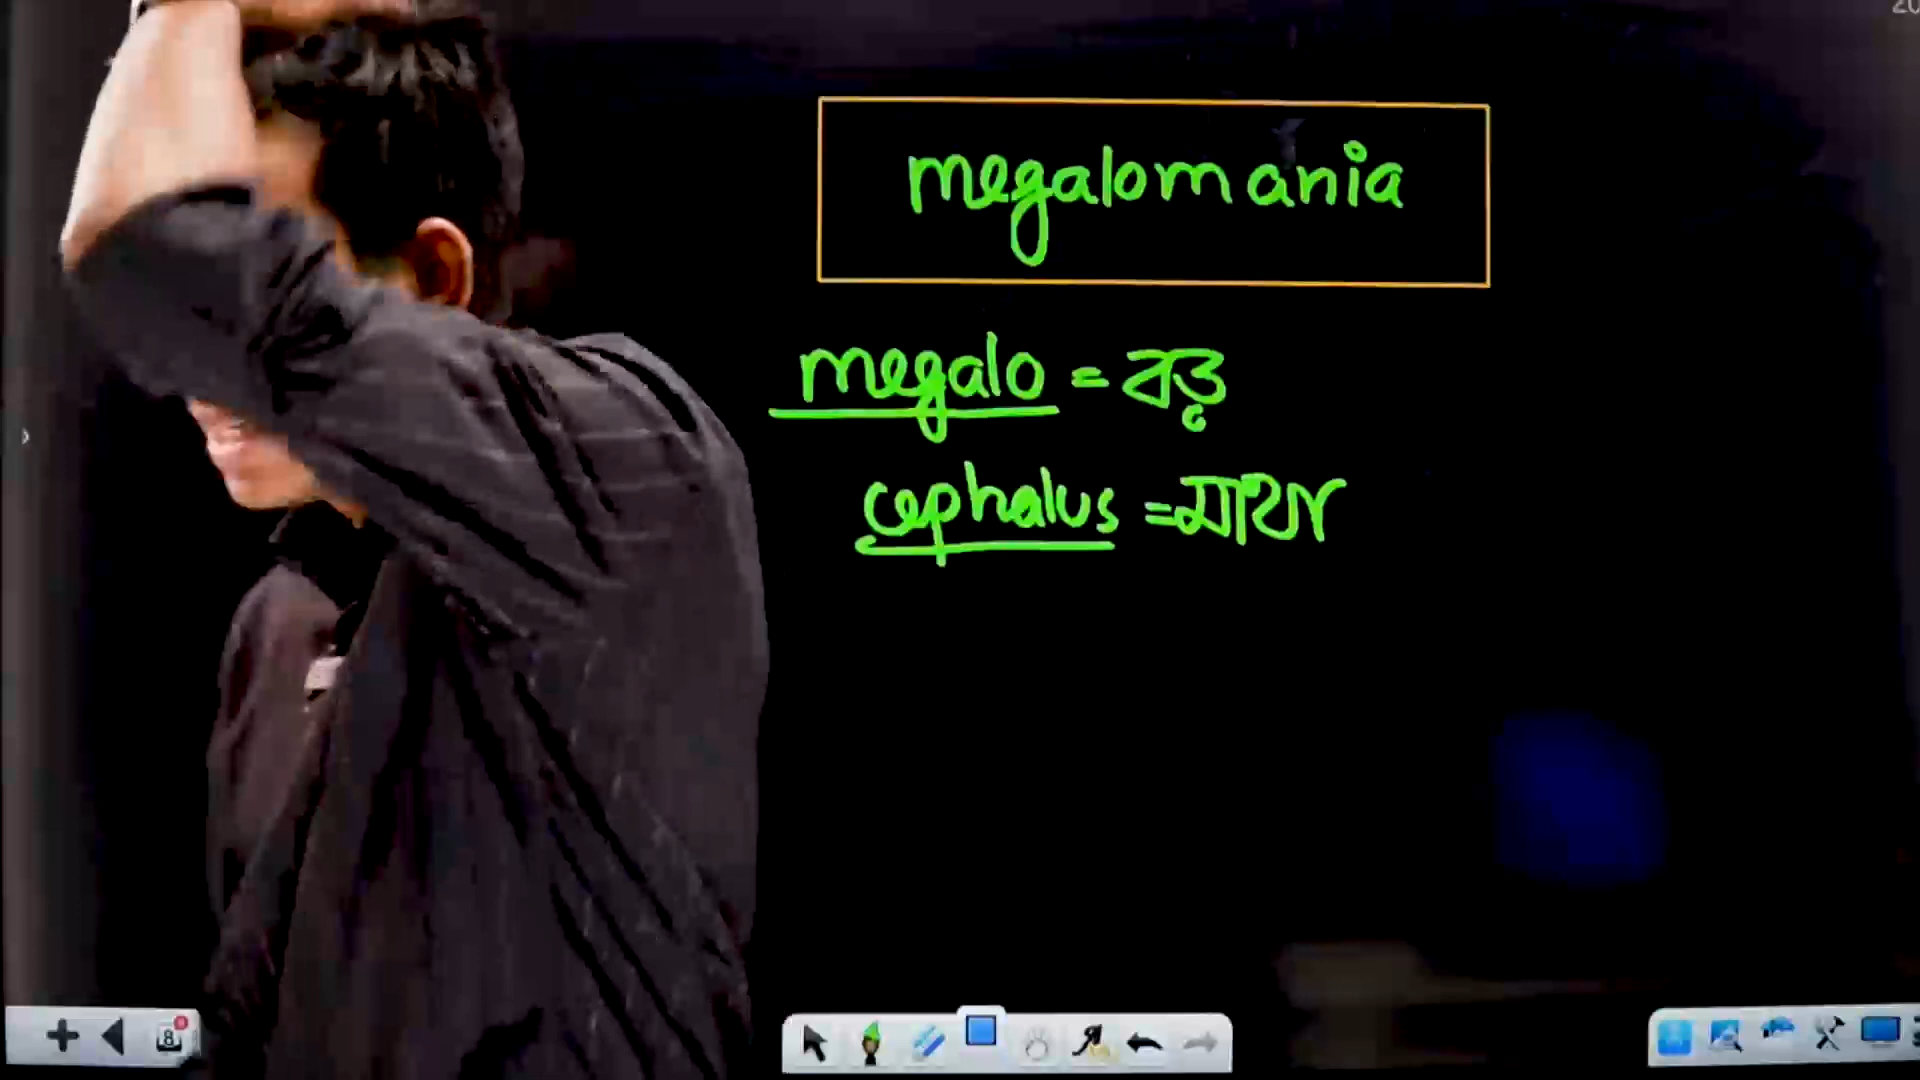 megalomania
megalo = বড়
cephalus = মাথা